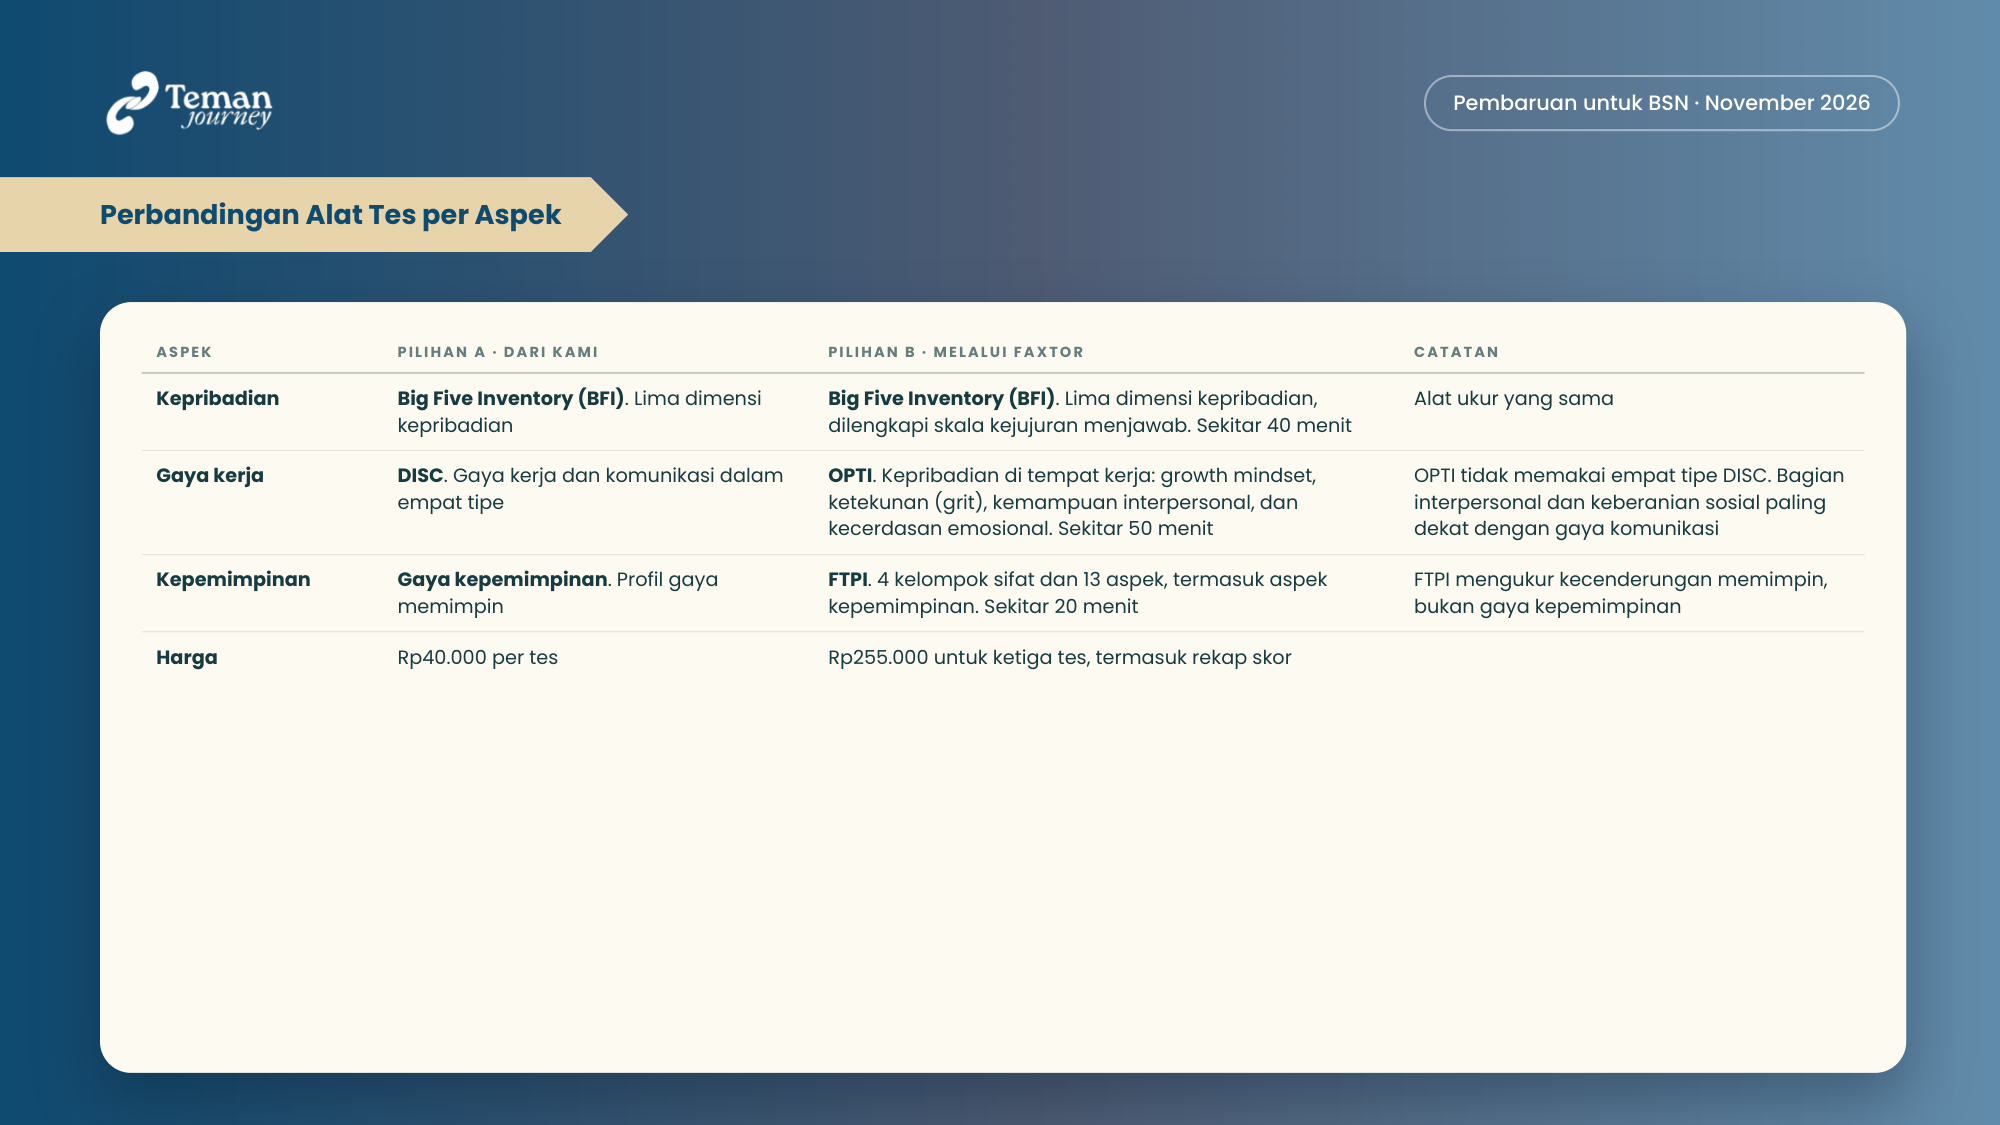 Teman
journey
Pembaruan untuk BSN · November 2026
Perbandingan Alat Tes per Aspek
ASPEK
PILIHAN A · DARI KAMI
PILIHAN B · MELALUI FAXTOR
CATATAN
Kepribadian
Big Five Inventory (BFI). Lima dimensi
kepribadian
Big Five Inventory (BFI). Lima dimensi kepribadian,
dilengkapi skala kejujuran menjawab. Sekitar 40 menit
Alat ukur yang sama
Gaya kerja
DISC. Gaya kerja dan komunikasi dalam
empat tipe
OPTI. Kepribadian di tempat kerja: growth mindset,
ketekunan (grit), kemampuan interpersonal, dan
kecerdasan emosional. Sekitar 50 menit
OPTI tidak memakai empat tipe DISC. Bagian
interpersonal dan keberanian sosial paling
dekat dengan gaya komunikasi
Kepemimpinan
Gaya kepemimpinan. Profil gaya
memimpin
FTPI. 4 kelompok sifat dan 13 aspek, termasuk aspek
kepemimpinan. Sekitar 20 menit
FTPI mengukur kecenderungan memimpin,
bukan gaya kepemimpinan
Harga
Rp40.000 per tes
Rp255.000 untuk ketiga tes, termasuk rekap skor